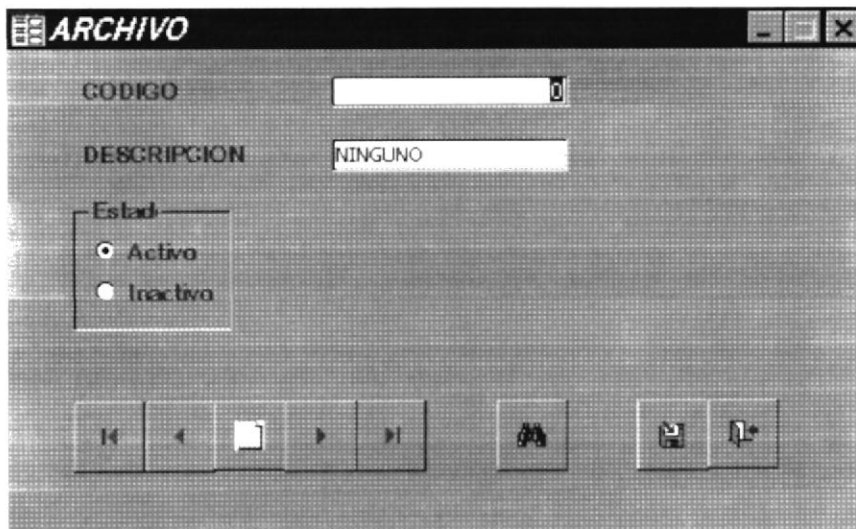 ARCHIVO
CODIGO
0
DESCRIPCION
NINGUNO
Estad
Activo
Inactivo